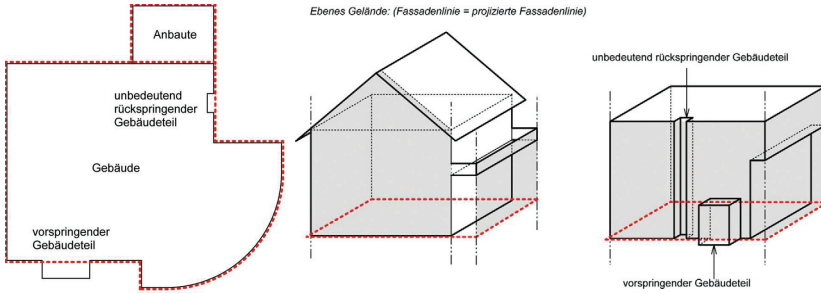 Ebenes Gelände: (Fassadenlinie = projizierte Fassadenlinie)
Anbaute
unbedeutend
rückspringender
Gebäudeteil
Gebäude
vorspringender
Gebäudeteil
unbedeutend rückspringender Gebäudeteil
vorspringender Gebäudeteil